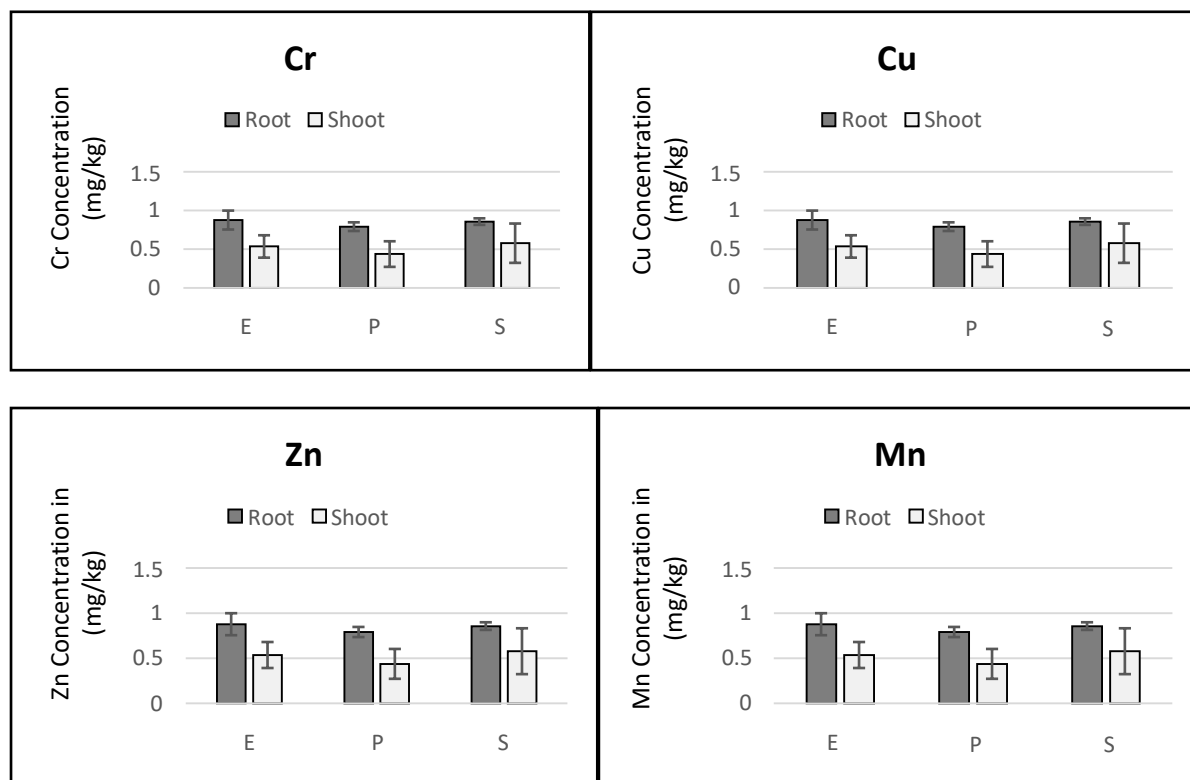 Cr
Root Shoot
Cr Concentration
(mg/kg)
1.5
1
0.5
0
E P S
Cu
Root Shoot
Cu Concentration
(mg/kg)
1.5
1
0.5
0
E P S
Zn
Root Shoot
Zn Concentration in
(mg/kg)
1.5
1
0.5
0
E P S
Mn
Root Shoot
Mn Concentration in
(mg/kg)
1.5
1
0.5
0
E P S